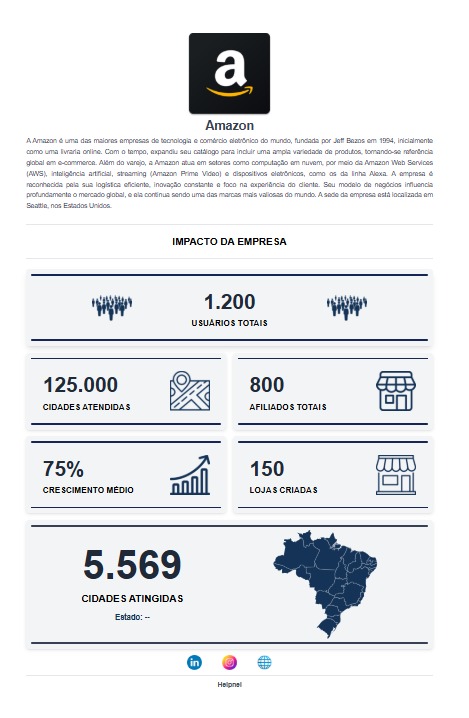 a
Amazon
A Amazon é uma das maiores empresas de tecnologia e comércio eletrônico do mundo, fundada por Jeff Bezos em 1994, inicialmente
como uma livraria online. Com o tempo, expandiu seu catálogo para incluir uma ampla variedade de produtos, tornando-se referência
global em e-commerce. Além do varejo, a Amazon atua em setores como computação em nuvem, por meio da Amazon Web Services
(AWS), inteligência artificial, streaming (Amazon Prime Video) e dispositivos eletrônicos, como os da linha Alexa. A empresa é
reconhecida pela sua logística eficiente, inovação constante e foco na experiência do cliente. Seu modelo de negócios influencia
profundamente o mercado global, e ela continua sendo uma das marcas mais valiosas do mundo. A sede da empresa está localizada em
Seattle, nos Estados Unidos.
IMPACTO DA EMPRESA
1.200
USUÁRIOS TOTAIS
125.000
CIDADES ATENDIDAS
800
AFILIADOS TOTAIS
75%
CRESCIMENTO MÉDIO
150
LOJAS CRIADAS
5.569
CIDADES ATINGIDAS
Estado: --
in
Helpnei